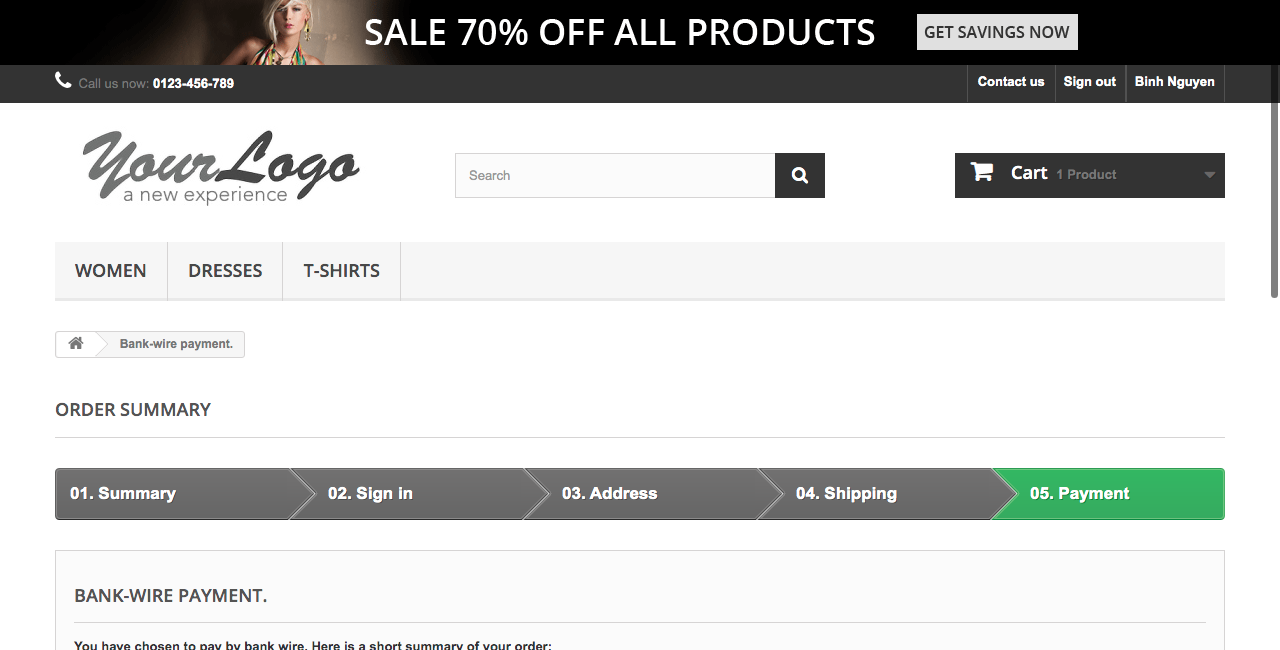 SALE 70% OFF ALL PRODUCTS GET SAVINGS NOW
Call us now: 0123-456-789 Contact us Sign out Binh Nguyen
Your Logo
a new experience
Search
Cart 1 Product
WOMEN DRESSES T-SHIRTS
Bank-wire payment.
ORDER SUMMARY
01. Summary 02. Sign in 03. Address 04. Shipping 05. Payment
BANK-WIRE PAYMENT.
You have chosen to pay by bank wire. Here is a short summary of your order: